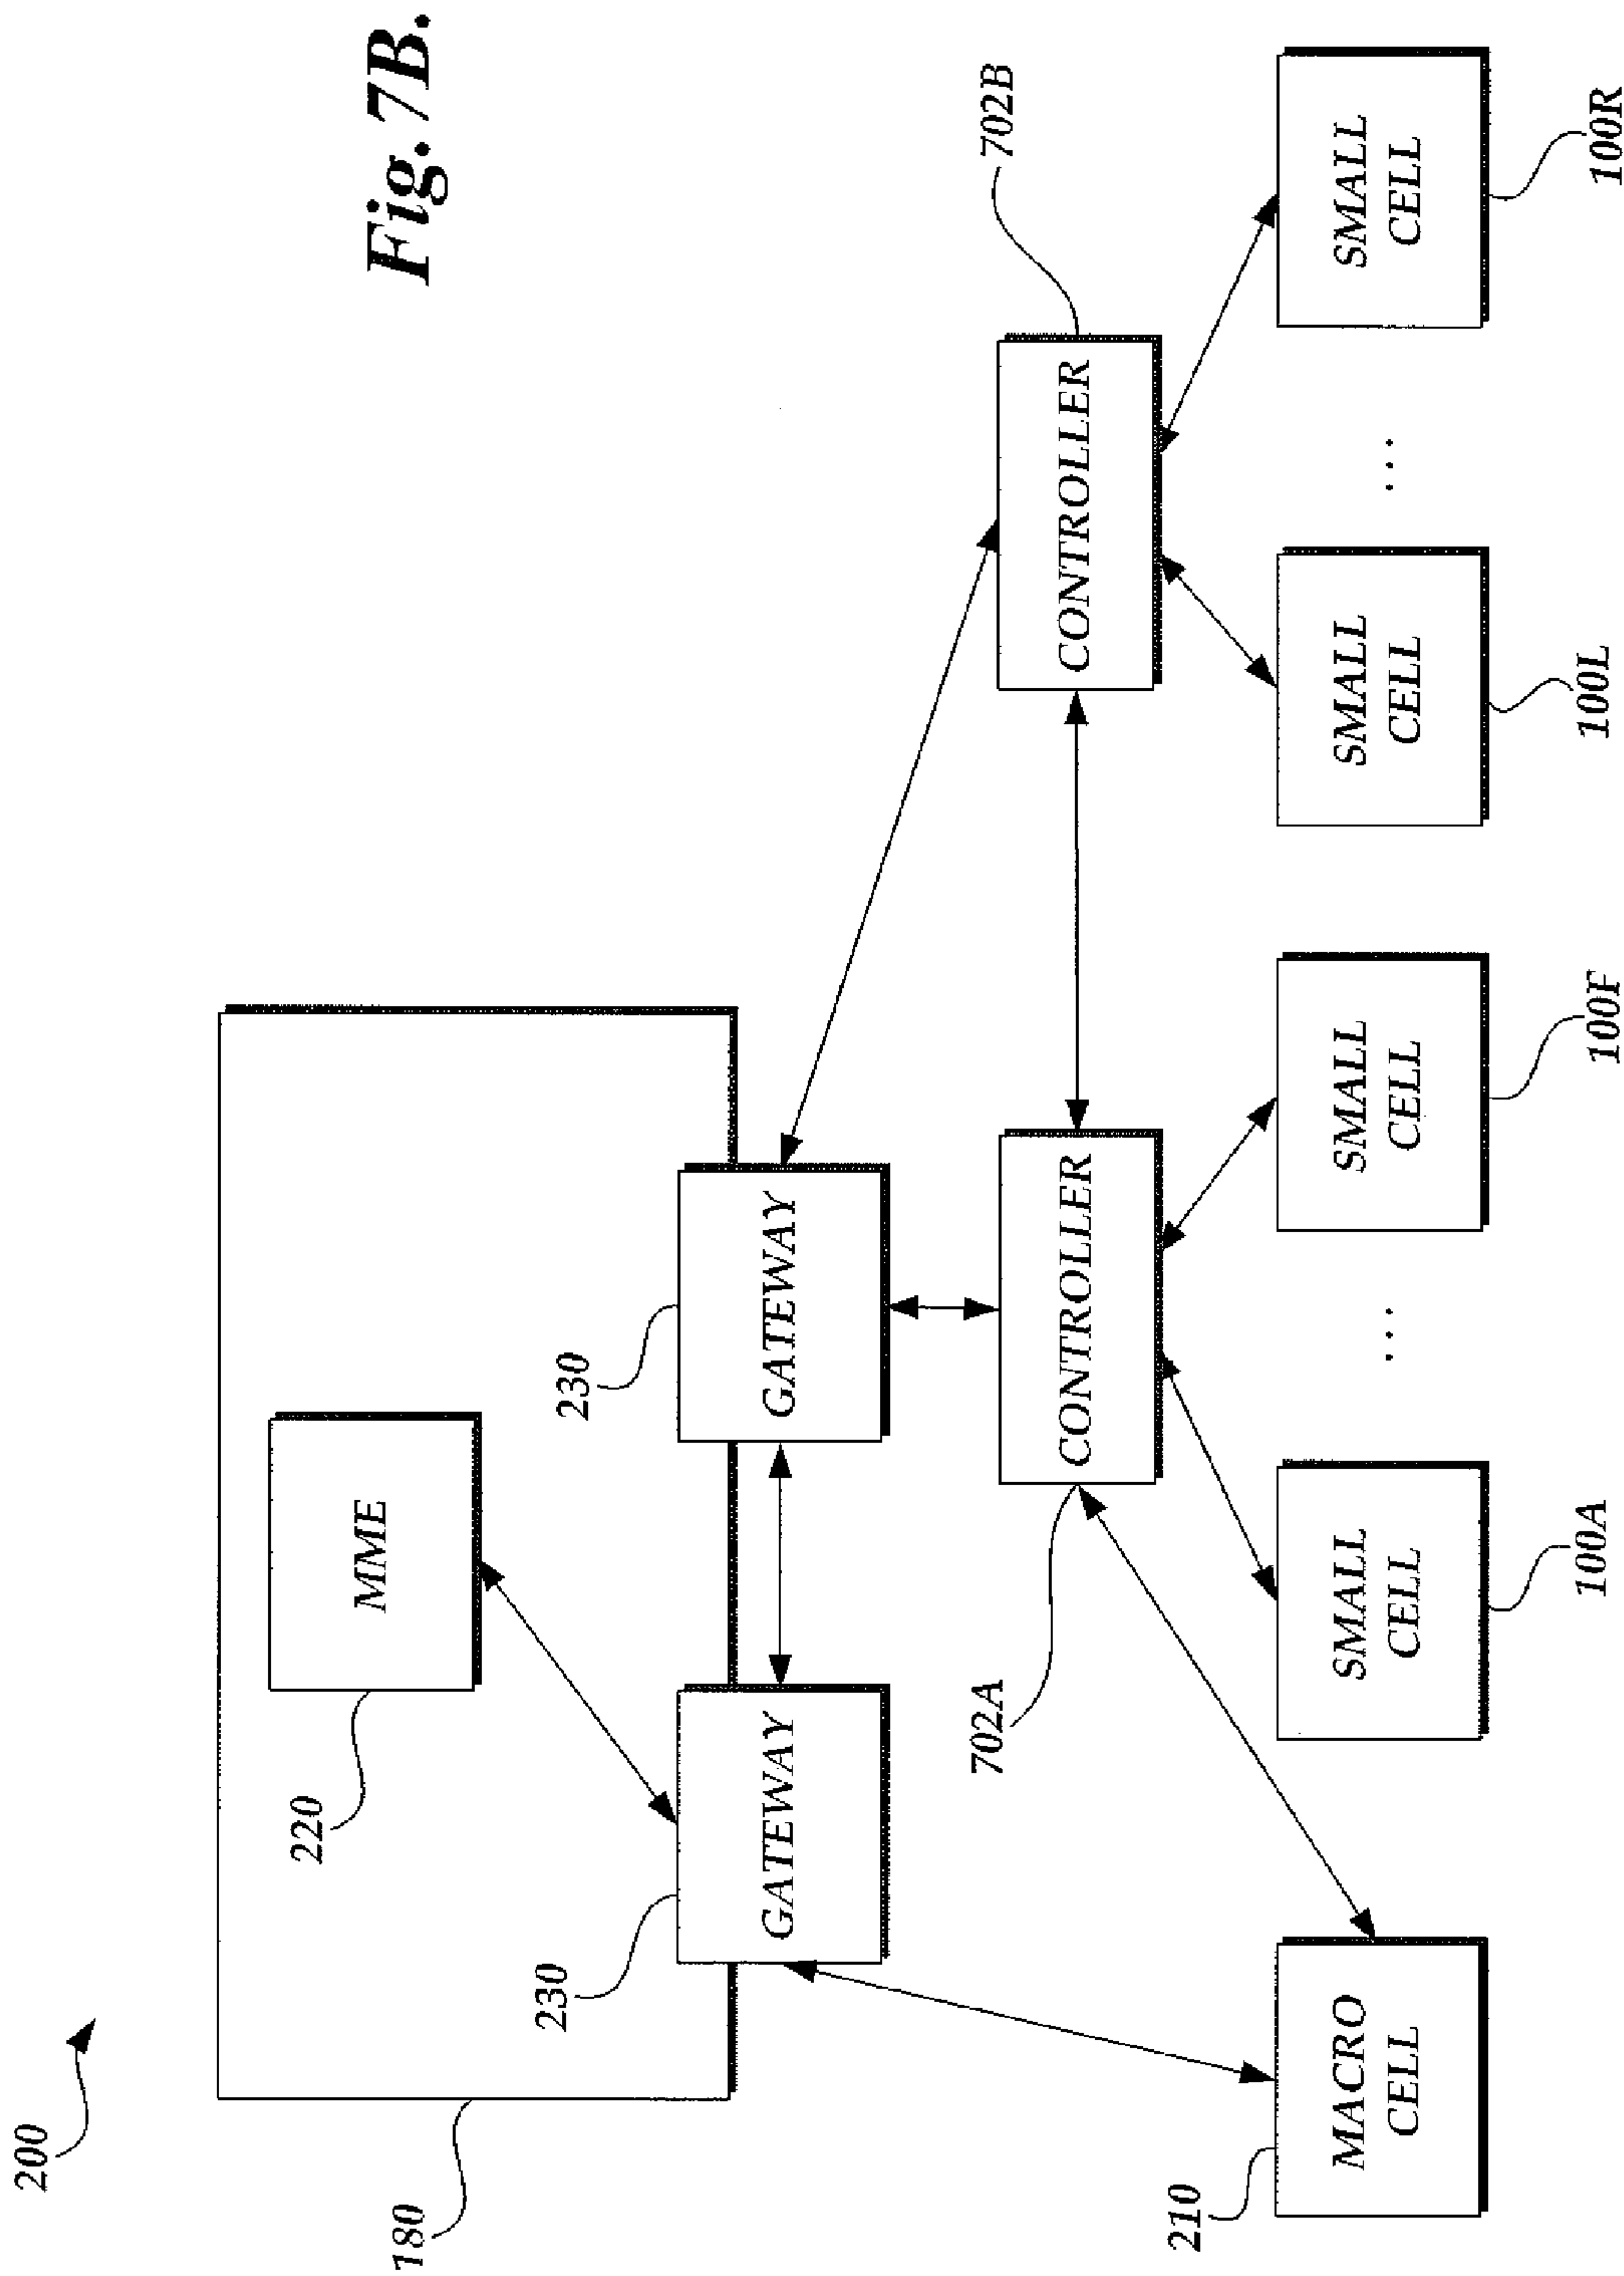 200
180
220
MME
230
GATEWAY
230
GATEWAY
Fig. 7B.
702A
CONTROLLER
CONTROLLER
702B
210
MACRO
CELL
SMALL
CELL
100A
...
SMALL
CELL
100F
SMALL
CELL
100L
...
SMALL
CELL
100R